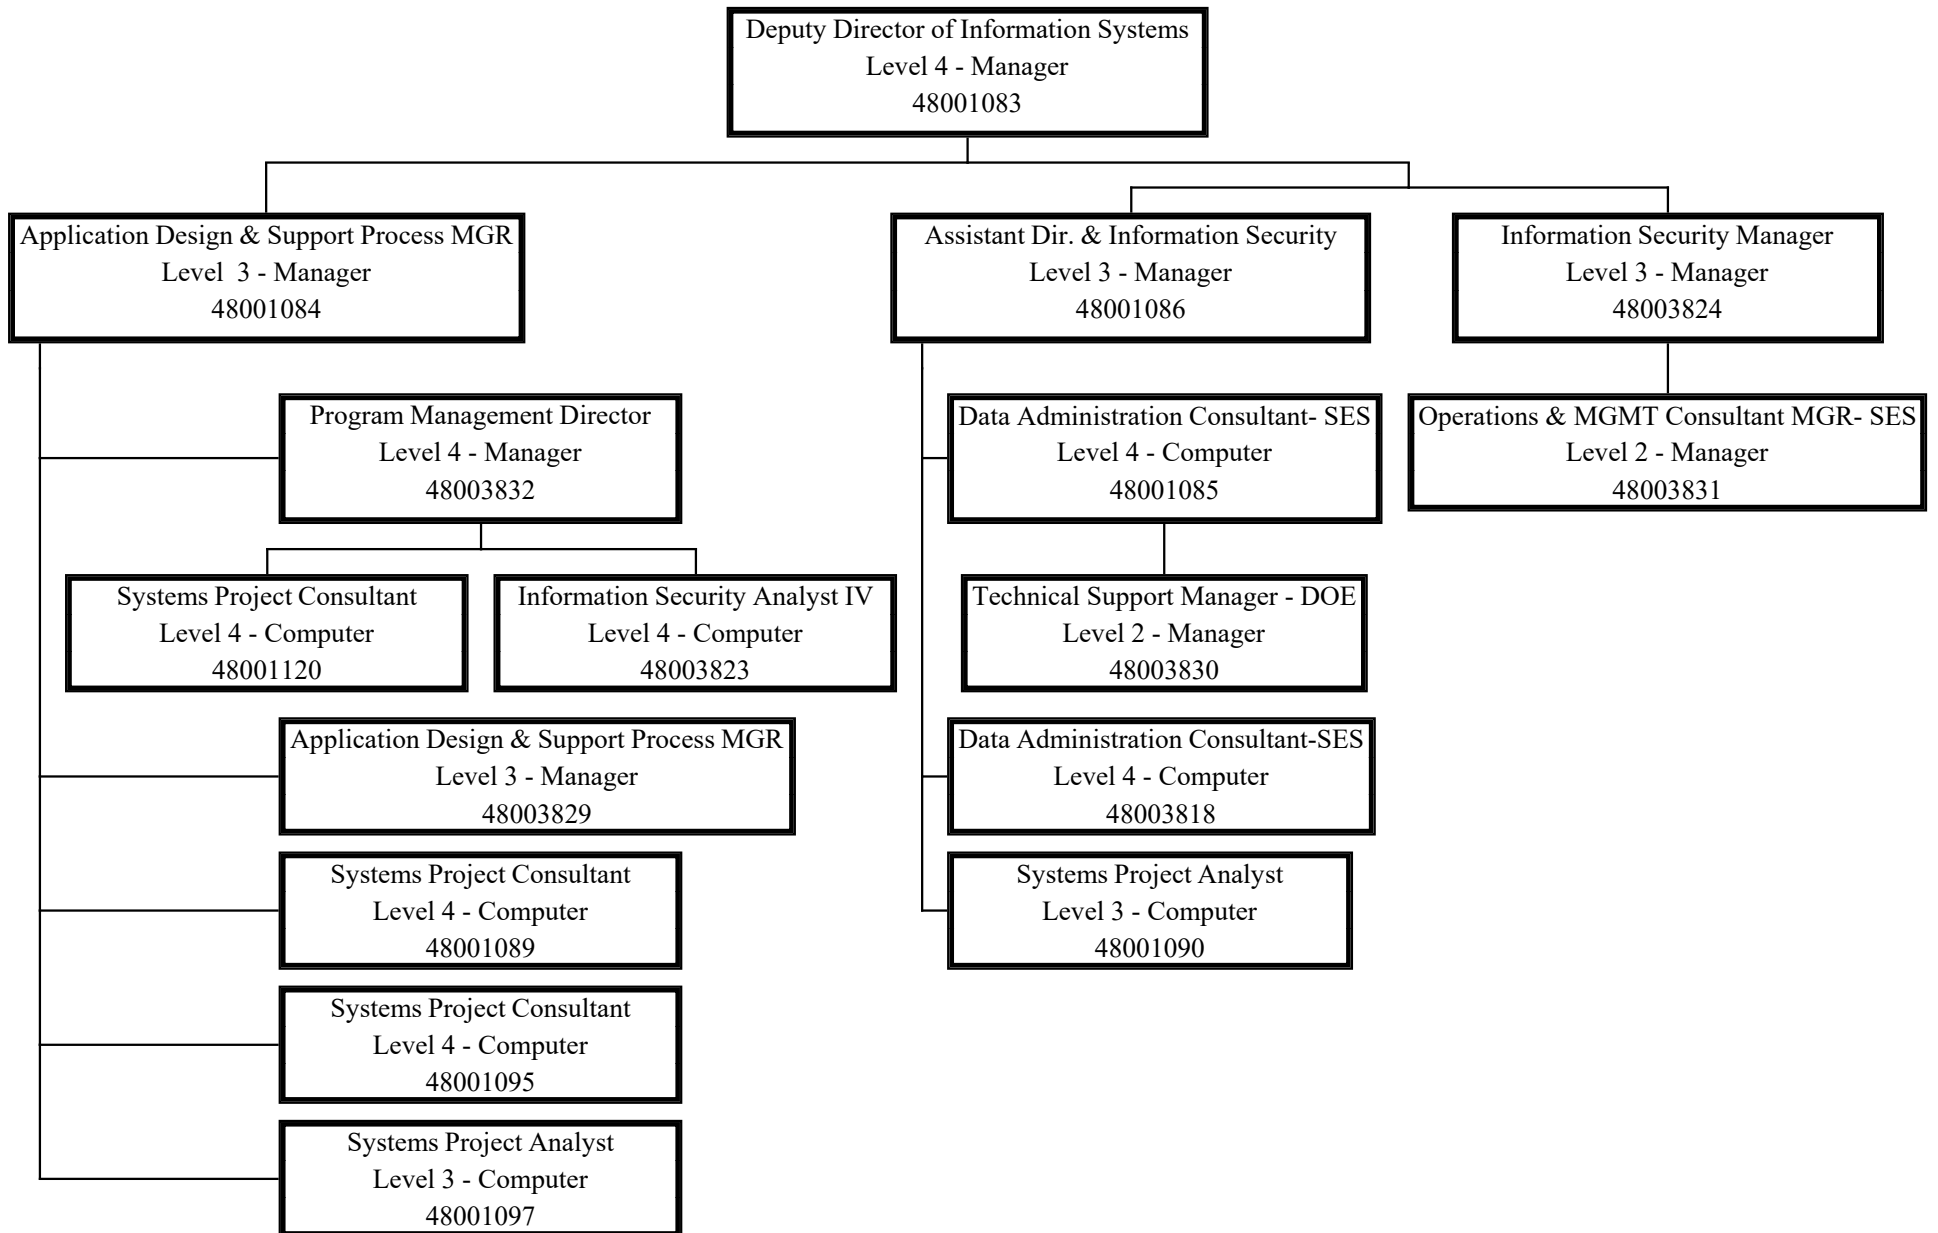 Deputy Director of Information Systems
Level 4 - Manager
48001083
Application Design & Support Process MGR
Level  3 - Manager
48001084
Assistant Dir. & Information Security
Level 3 - Manager
48001086
Information Security Manager
Level 3 - Manager
48003824
Program Management Director
Level 4 - Manager
48003832
Data Administration Consultant- SES
Level 4 - Computer
48001085
Operations & MGMT Consultant MGR- SES
Level 2 - Manager
48003831
Systems Project Consultant
Level 4 - Computer
48001120
Information Security Analyst IV
Level 4 - Computer
48003823
Technical Support Manager - DOE
Level 2 - Manager
48003830
Application Design & Support Process MGR
Level 3 - Manager
48003829
Data Administration Consultant-SES
Level 4 - Computer
48003818
Systems Project Consultant
Level 4 - Computer
48001089
Systems Project Analyst
Level 3 - Computer
48001090
Systems Project Consultant
Level 4 - Computer
48001095
Systems Project Analyst
Level 3 - Computer
48001097